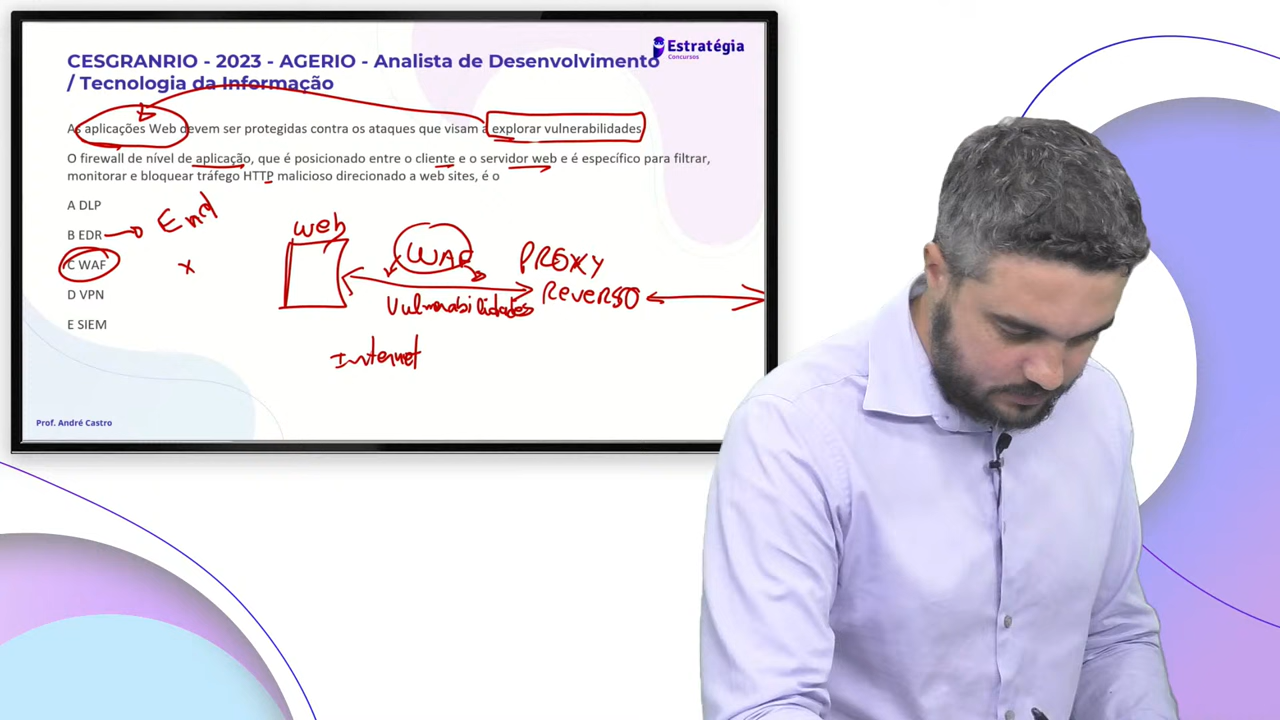 CESGRANRIO - 2023 - AGERIO - Analista de Desenvolvimento
/ Tecnologia da Informação
Estratégia
Concursos
As aplicações Web devem ser protegidas contra os ataques que visam a explorar vulnerabilidades.
O firewall de nível de aplicação, que é posicionado entre o cliente e o servidor web e é específico para filtrar,
monitorar e bloquear tráfego HTTP malicioso direcionado a web sites, é o
A DLP
B EDR
End
C WAF
D VPN
E SIEM
web
WAF
PROXY
REVERSO
Vulnerabilidades
Internet
Prof. André Castro